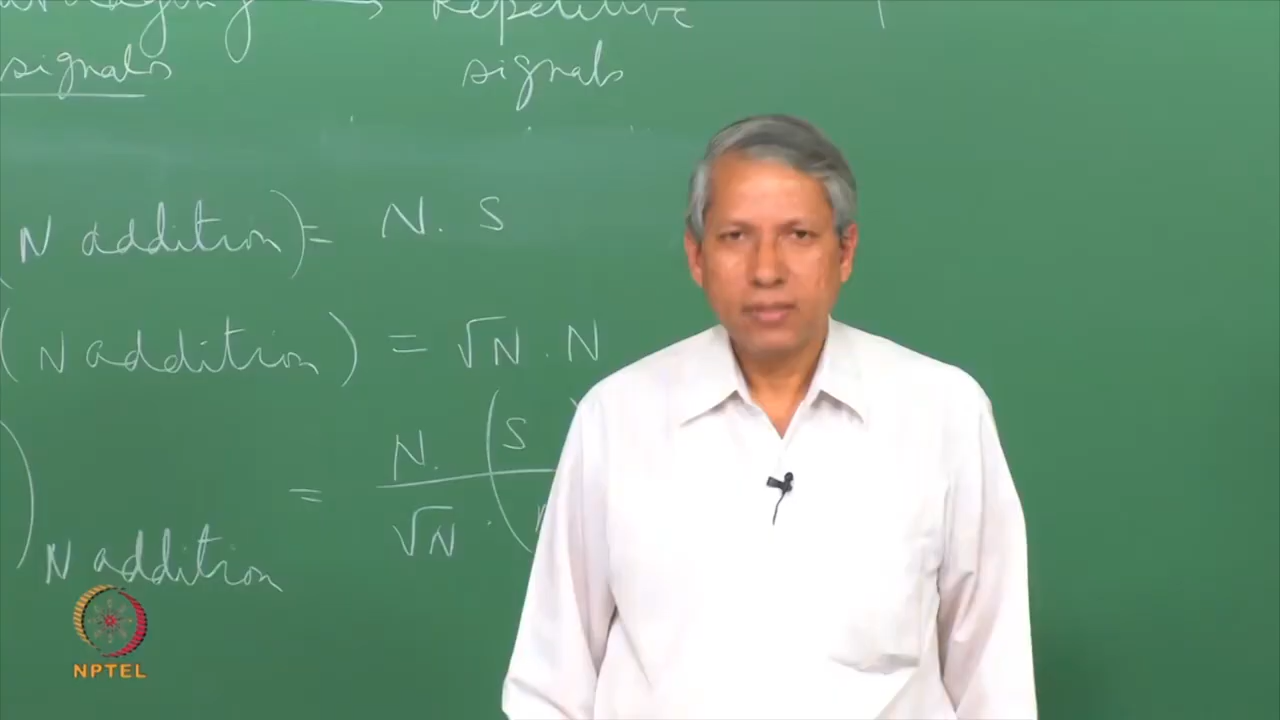 → Repetitive
signals signals
N addition) = N. S
(N addition) = √N . N
) N addition = N. (S / √N . (
NPTEL